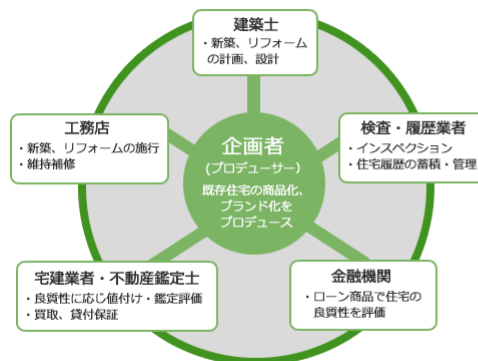 建築士
・新築、リフォーム
の計画、設計
工務店
・新築、リフォームの施行
・維持補修
企画者
(プロデューサー)
既存住宅の商品化、
ブランド化を
プロデュース
検査・履歴業者
・インスペクション
・住宅履歴の蓄積・管理
宅建業者・不動産鑑定士
・良質性に応じ値付け・鑑定評価
・買取、貸付保証
金融機関
・ローン商品で住宅の
良質性を評価